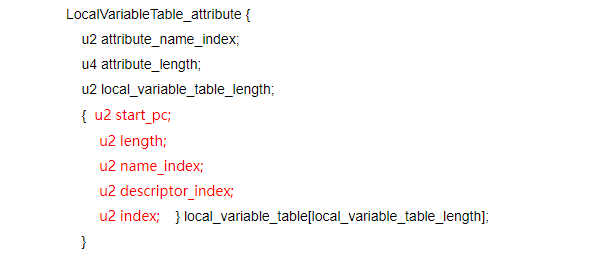 LocalVariableTable_attribute {
u2 attribute_name_index;
u4 attribute_length;
u2 local_variable_table_length;
{ u2 start_pc;
u2 length;
u2 name_index;
u2 descriptor_index;
u2 index; } local_variable_table[local_variable_table_length];
}